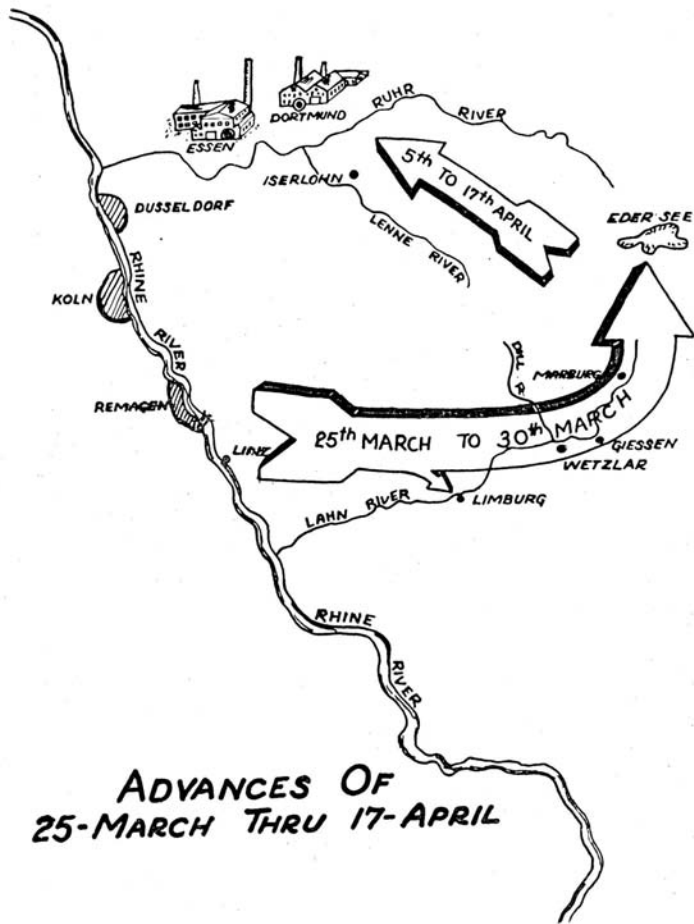 ESSEN
DORTMUND
RUHR RIVER
ISERLOHN
5th TO 17th APRIL
LENNE RIVER
EDER SEE
DUSSELDORF
RHINE RIVER
KOLN
REMAGEN
LINZ
DILL R.
MARBURG
25th MARCH TO 30th MARCH
GIESSEN
WETZLAR
LAHN RIVER
LIMBURG
RHINE RIVER
ADVANCES OF
25-MARCH THRU 17-APRIL